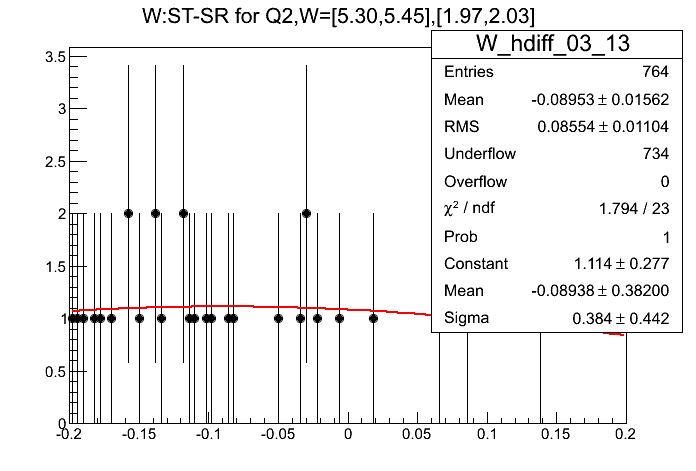 W:ST-SR for Q2,W=[5.30,5.45],[1.97,2.03]
W_hdiff_03_13
Entries 764
Mean -0.08953 ± 0.01562
RMS 0.08554 ± 0.01104
Underflow 734
Overflow 0
χ² / ndf 1.794 / 23
Prob 1
Constant 1.114 ± 0.277
Mean -0.08938 ± 0.38200
Sigma 0.384 ± 0.442
3.5
3
2.5
2
1.5
1
0.5
0
-0.2 -0.15 -0.1 -0.05 0 0.05 0.1 0.15 0.2